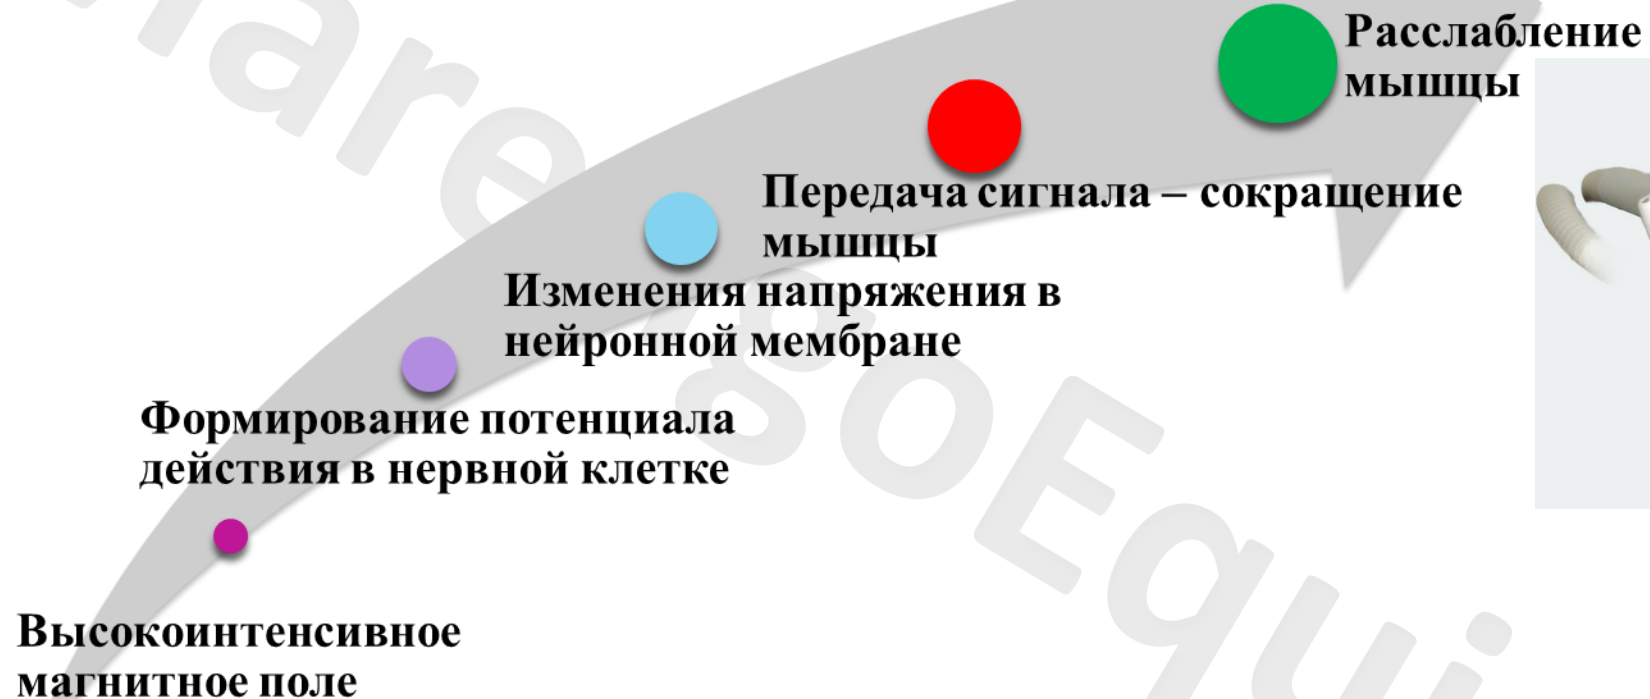 Расслабление
мышцы
Передача сигнала – сокращение
мышцы
Изменения напряжения в
нейронной мембране
Формирование потенциала
действия в нервной клетке
Высокоинтенсивное
магнитное поле